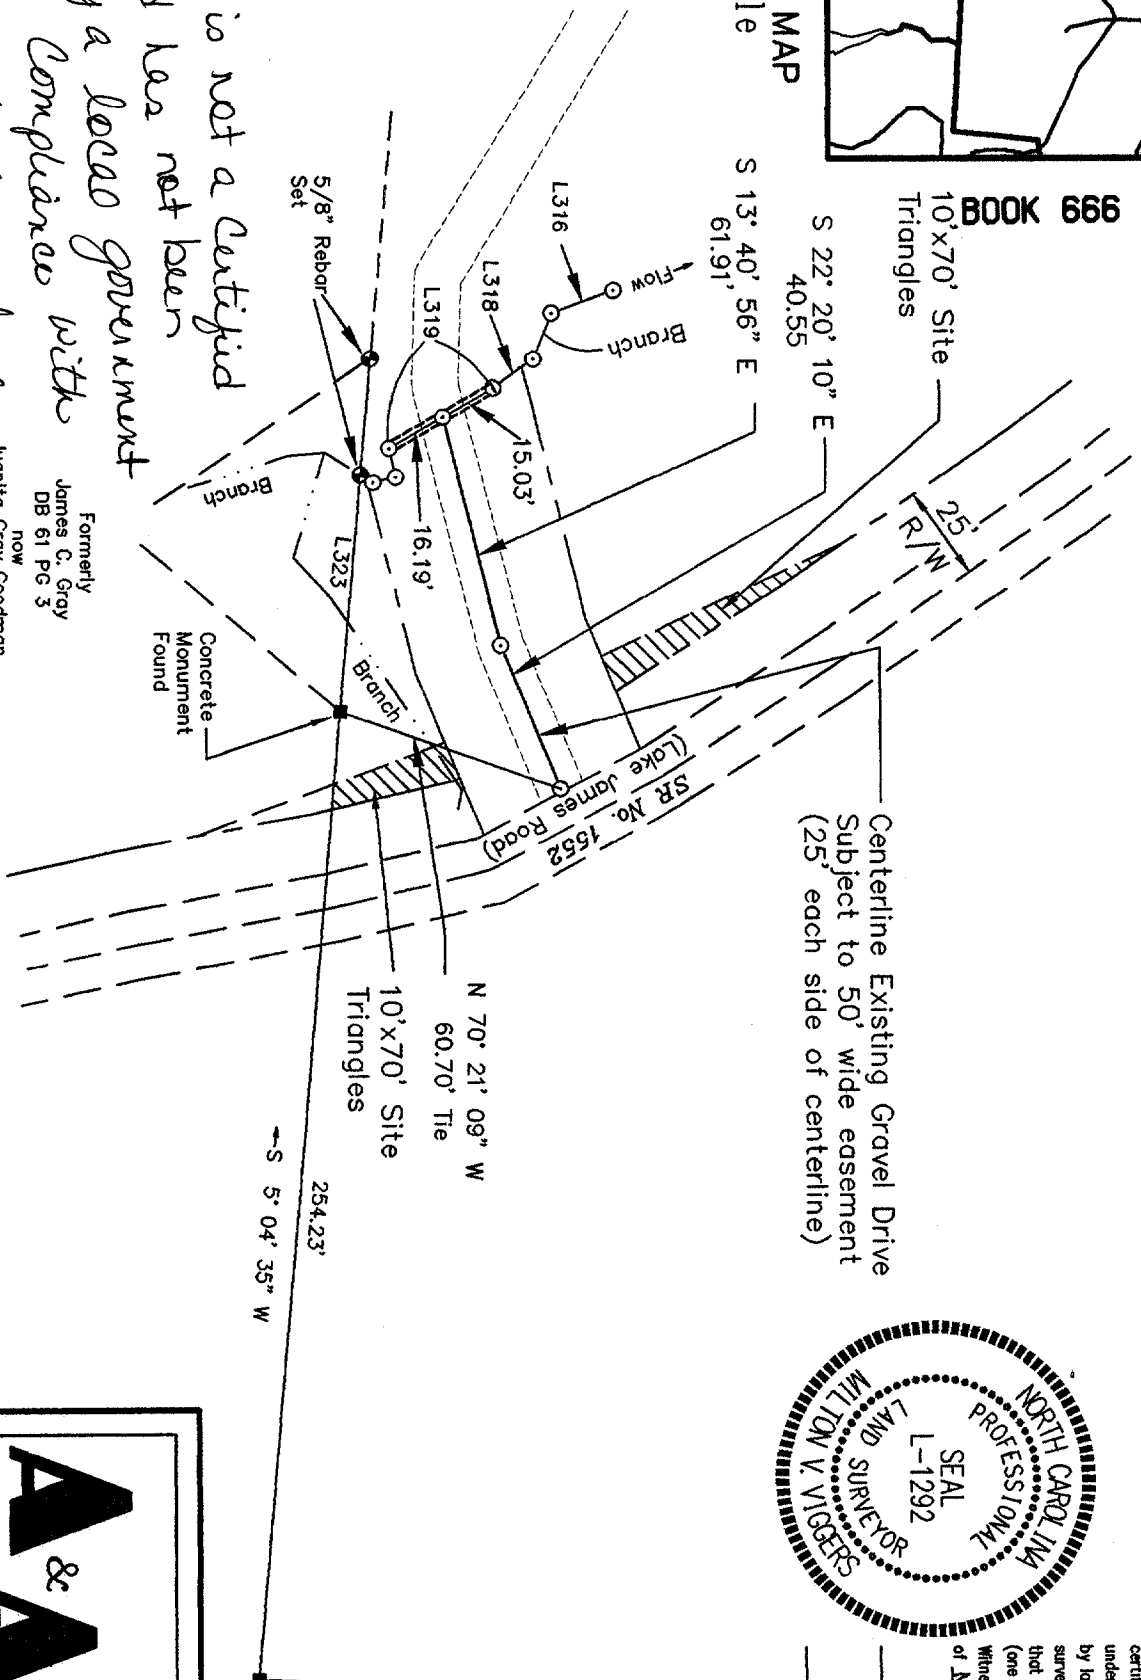 MAP
BOOK 666
10'x70' Site
Triangles
S 22° 20' 10" E
40.55
S 13° 40' 56" E
61.91'
25'
R/W
L316
Flow
Branch
L318
L319
15.03'
16.19'
5/8" Rebar
Set
Branch
L323
Branch
Concrete
Monument
Found
Centerline Existing Gravel Drive
Subject to 50' wide easement
(25' each side of centerline)
SR No. 1552
(Lake James Road)
N 70° 21' 09" W
60.70' Tie
10'x70' Site
Triangles
254.23'
S 5° 04' 35" W
is not a Certified
has not been
a local government
Compliance with
Formerly
James C. Gray
DB 61 PG 3
now
NORTH CAROLINA
PROFESSIONAL
SEAL
L-1292
LAND SURVEYOR
MILTON V. VIGGERS
that
(one
of
A & A